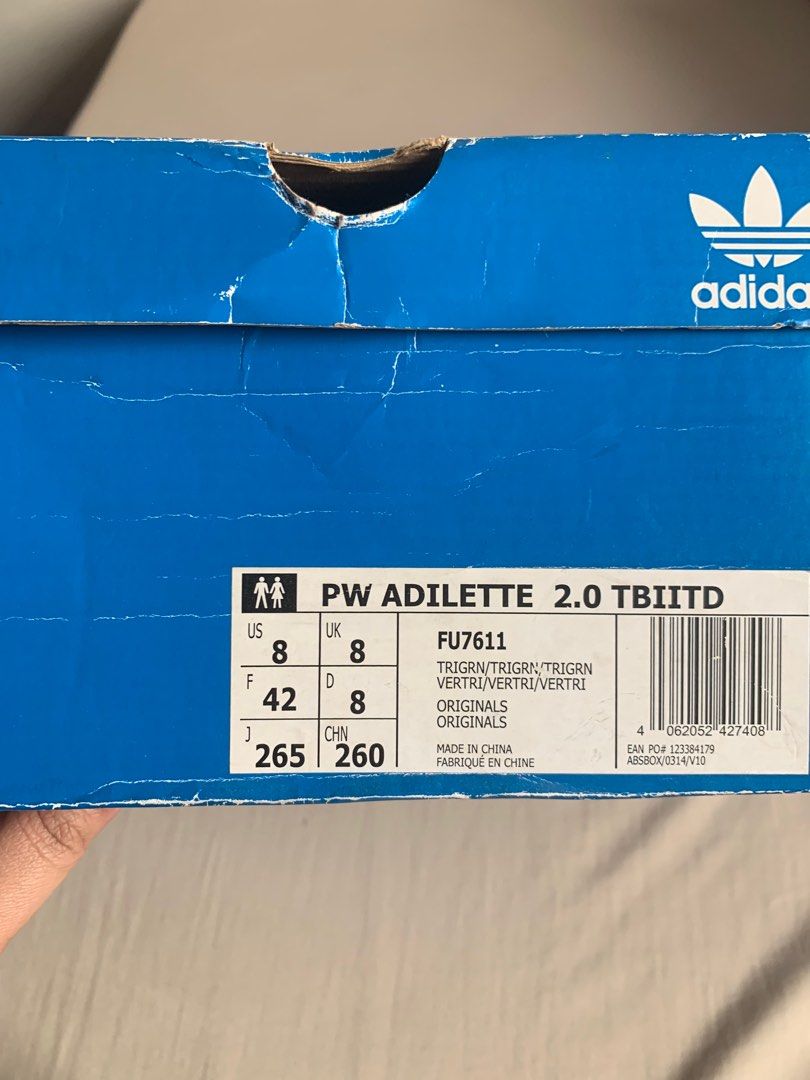 adida
PW ADILETTE 2.0 TBIITD
US 8 UK 8
F 42 D 8
J 265 CHN 260
FU7611
TRIGRN/TRIGRN/TRIGRN
VERTRI/VERTRI/VERTRI
ORIGINALS
ORIGINALS
MADE IN CHINA
FABRIQUÉ EN CHINE
4 062052 427408
EAN PO# 123384179
ABSBOX/0314/V10